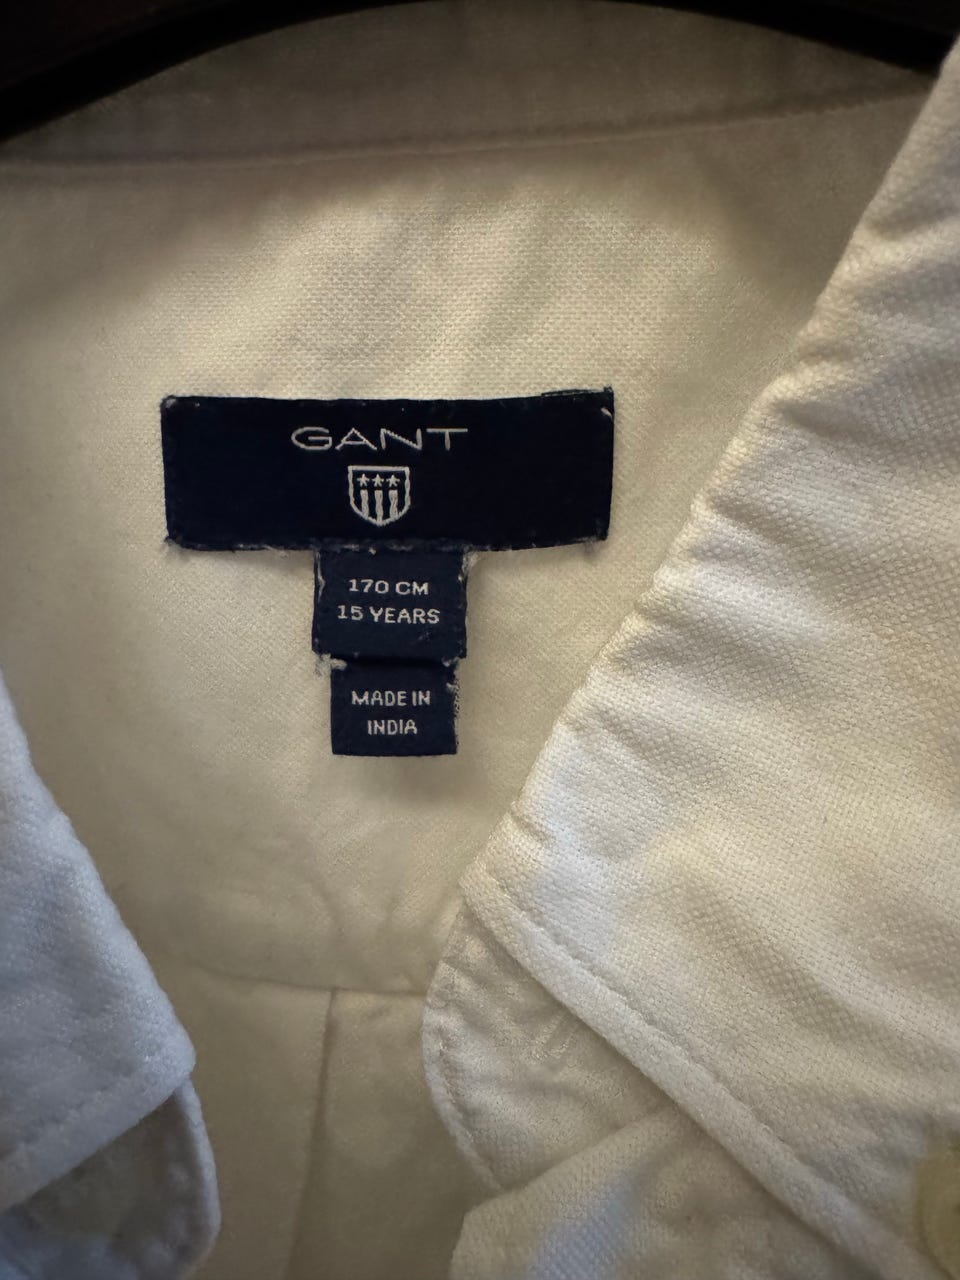 GANT
170 CM
15 YEARS
MADE IN
INDIA